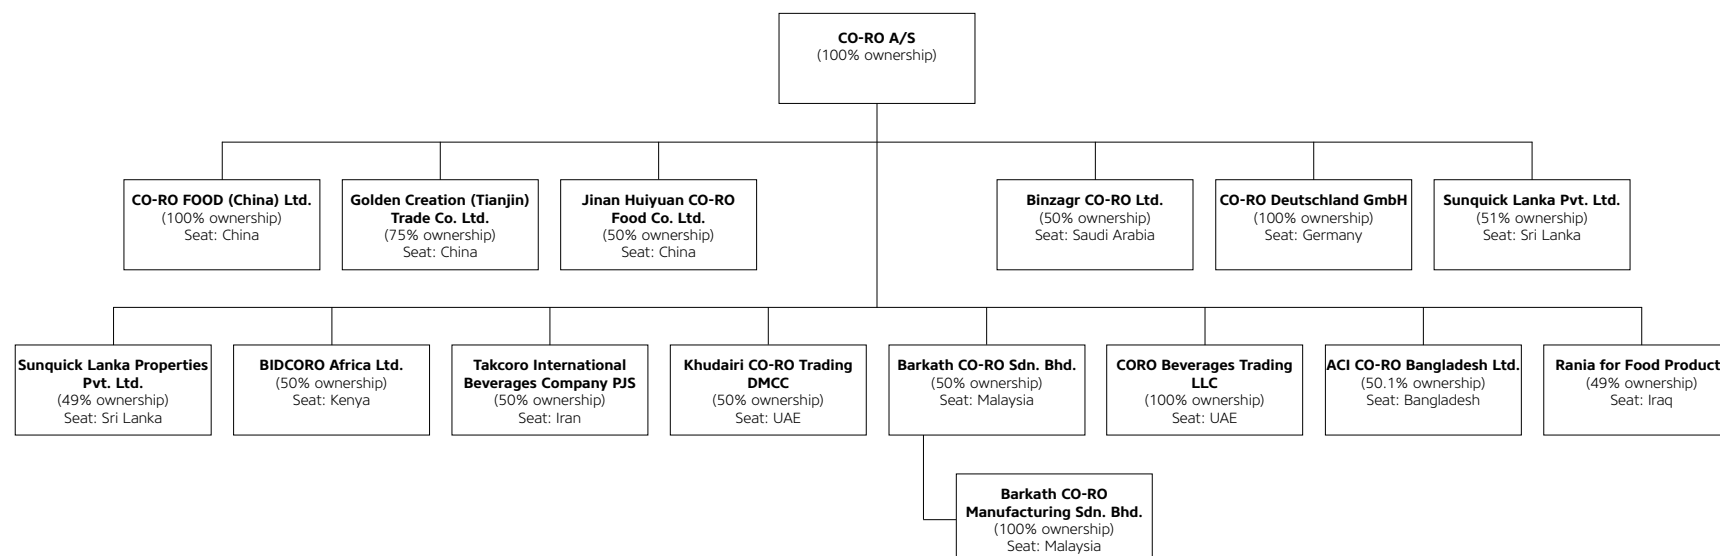 CO-RO A/S
(100% ownership)
CO-RO FOOD (China) Ltd.
(100% ownership)
Seat: China
Golden Creation (Tianjin)
Trade Co. Ltd.
(75% ownership)
Seat: China
Jinan Huiyuan CO-RO
Food Co. Ltd.
(50% ownership)
Seat: China
Binzagr CO-RO Ltd.
(50% ownership)
Seat: Saudi Arabia
CO-RO Deutschland GmbH
(100% ownership)
Seat: Germany
Sunquick Lanka Pvt. Ltd.
(51% ownership)
Seat: Sri Lanka
Sunquick Lanka Properties
Pvt. Ltd.
(49% ownership)
Seat: Sri Lanka
BIDCORO Africa Ltd.
(50% ownership)
Seat: Kenya
Takcoro International
Beverages Company PJS
(50% ownership)
Seat: Iran
Khudairi CO-RO Trading
DMCC
(50% ownership)
Seat: UAE
Barkath CO-RO Sdn. Bhd.
(50% ownership)
Seat: Malaysia
CORO Beverages Trading
LLC
(100% ownership)
Seat: UAE
ACI CO-RO Bangladesh Ltd.
(50.1% ownership)
Seat: Bangladesh
Rania for Food Product
(49% ownership)
Seat: Iraq
Barkath CO-RO
Manufacturing Sdn. Bhd.
(100% ownership)
Seat: Malaysia